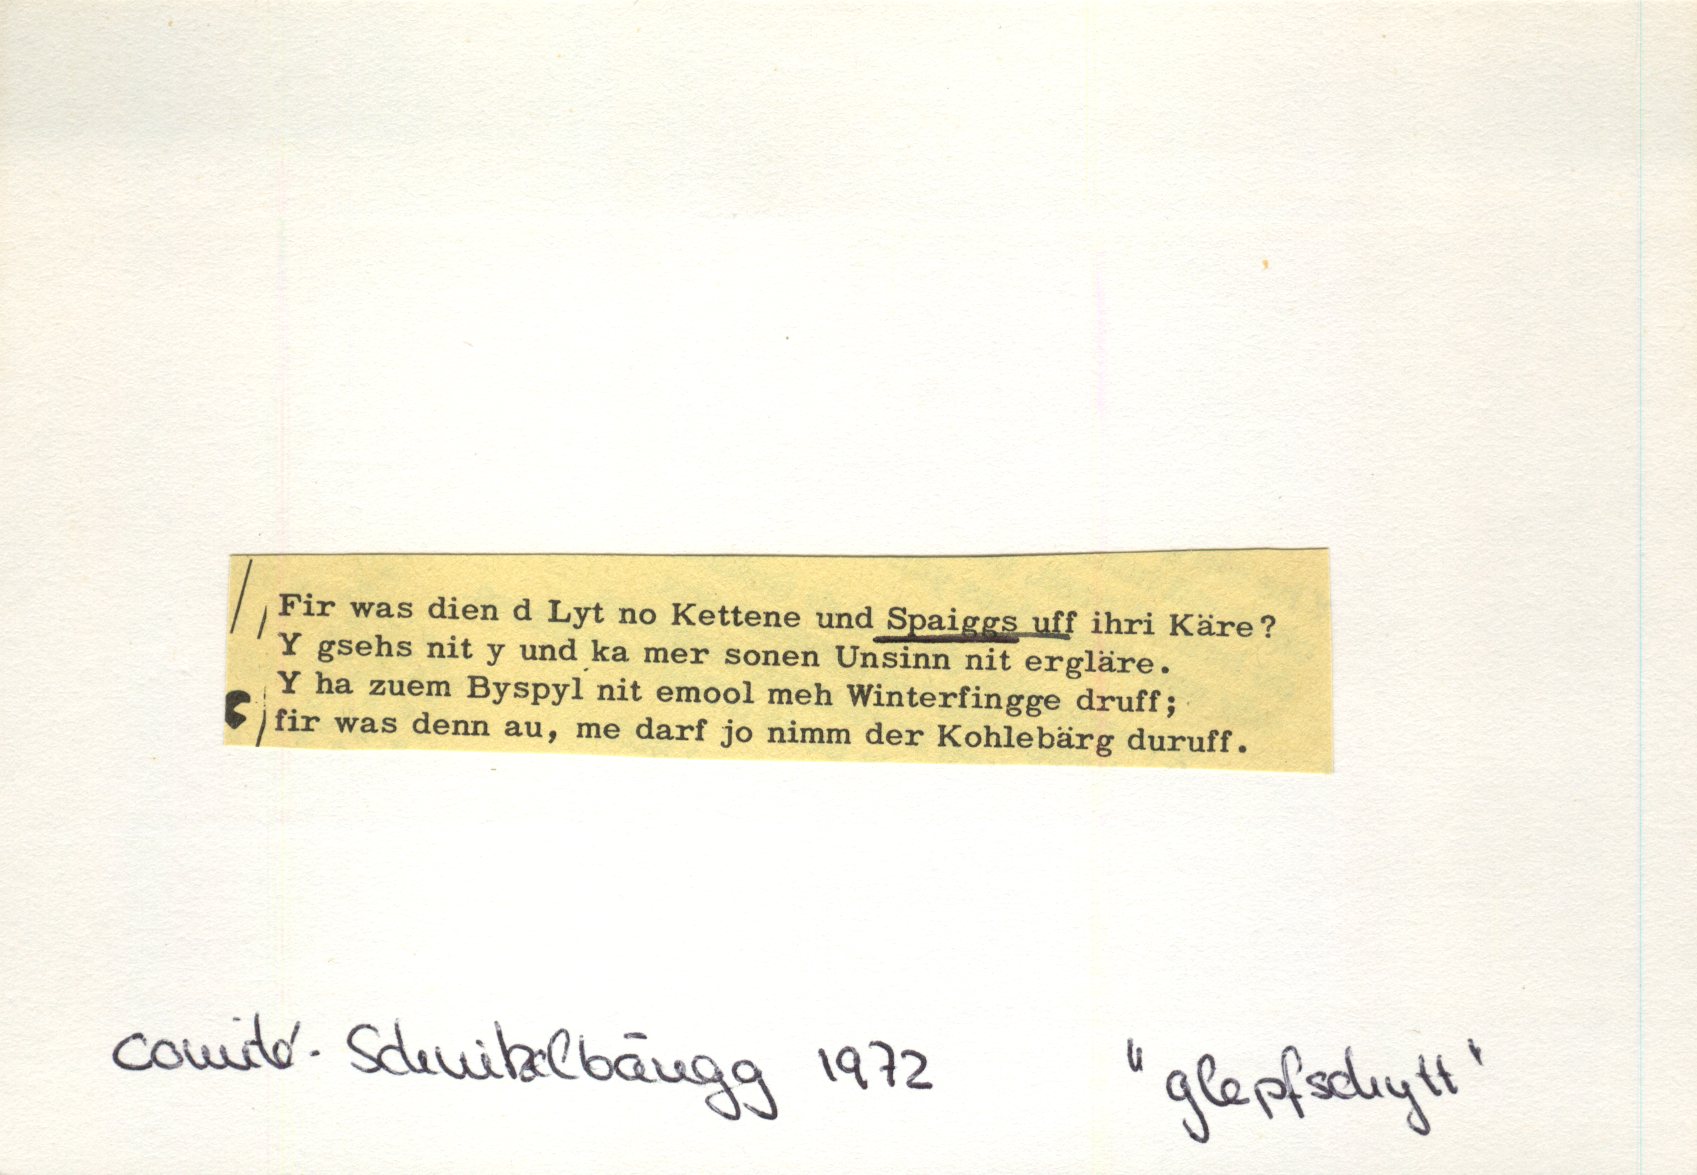 Fir was dien d Lyt no Kettene und Spaiggs uff ihri Käre?
Y gsehs nit y und ka mer sonen Unsinn nit ergläre.
Y ha zuem Byspyl nit emool meh Winterfingge druff;
fir was denn au, me darf jo nimm der Kohlebärg duruff.
comité-Schnitzelbängg 1972 "glepfschytt"